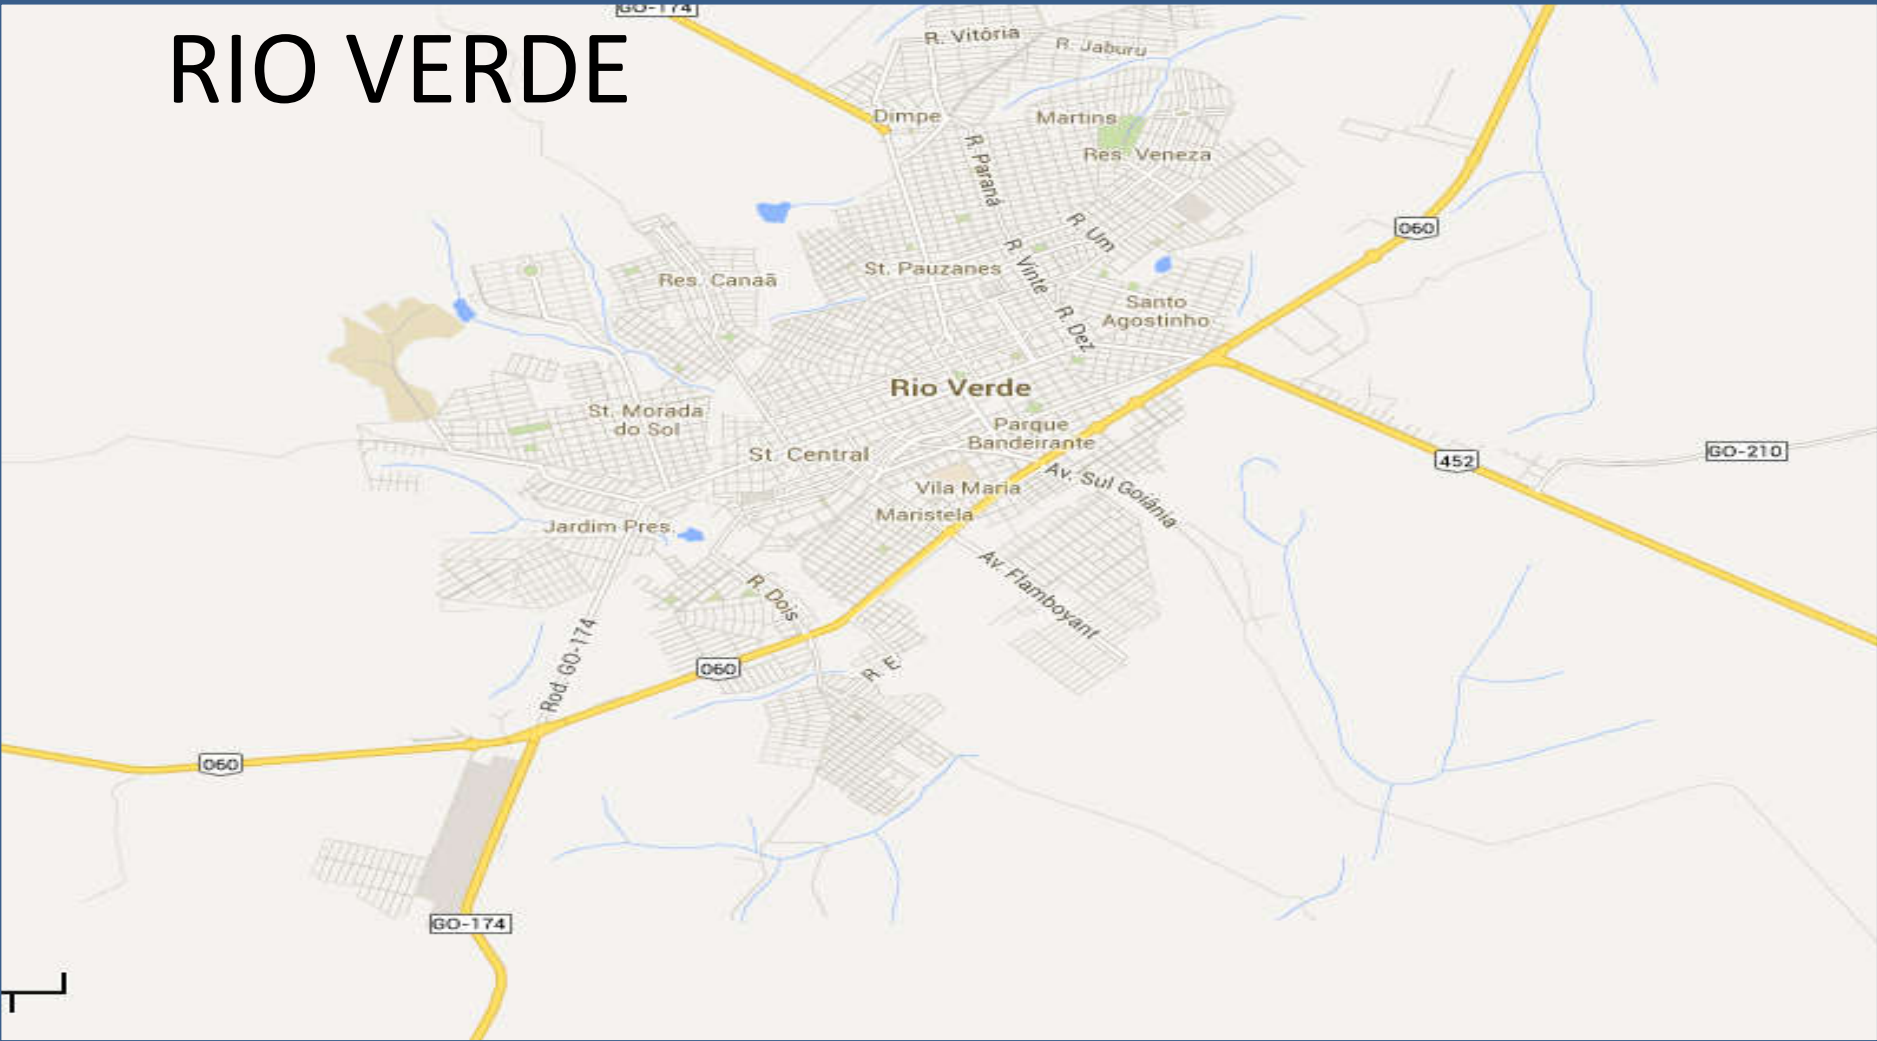 GO-174
RIO VERDE
R. Vitória
R. Jaburu
Dimpe
Martins
R. Paraná
Res. Veneza
R. Um
060
R. Vinte
St. Pauzanes
Res. Canaã
Santo
Agostinho
R. Dez
Rio Verde
St. Morada
do Sol
Parque
Bandeirante
St. Central
GO-210
452
Av. Sul Goiânia
Vila Maria
Maristela
Jardim Pres.
Av. Flamboyant
R. Dois
Rod. GO-174
060
R. E
060
GO-174